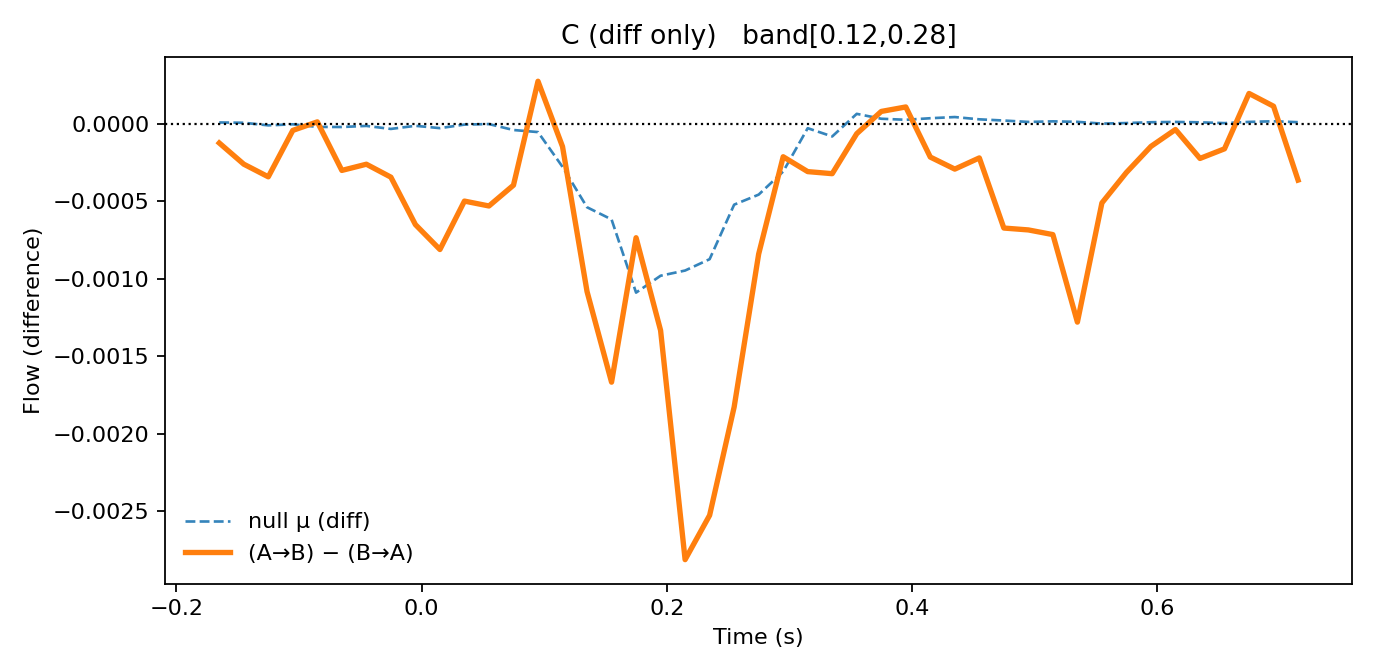 C (diff only)   band[0.12,0.28]
Flow (difference)
0.0000
−0.0005
−0.0010
−0.0015
−0.0020
−0.0025
null μ (diff)
(A→B) − (B→A)
−0.2 0.0 0.2 0.4 0.6
Time (s)